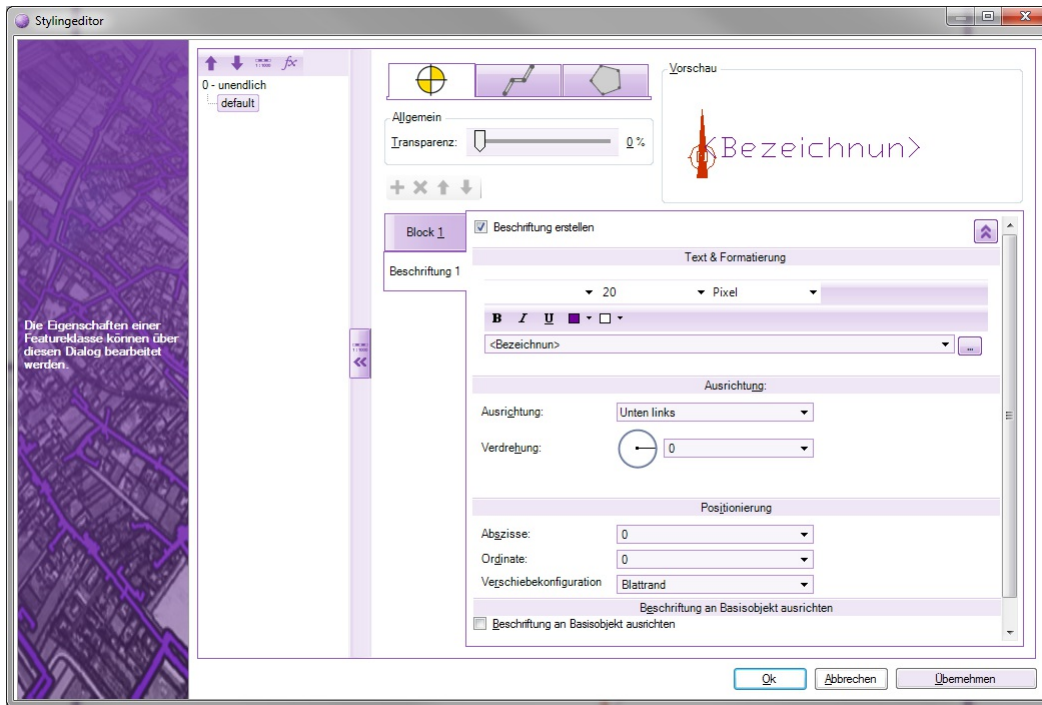 Stylingeditor
Die Eigenschaften einer
Featureklasse können über
diesen Dialog bearbeitet
werden.
fx
0 - unendlich
default
Allgemein
Transparenz:
0 %
Vorschau
<Bezeichnun>
Block 1
Beschriftung 1
Beschriftung erstellen
Text & Formatierung
20
Pixel
B I U
<Bezeichnun>
...
Ausrichtung:
Ausrichtung:
Unten links
Verdrehung:
0
Positionierung
Abszisse:
0
Ordinate:
0
Verschiebekonfiguration
Blattrand
Beschriftung an Basisobjekt ausrichten
Beschriftung an Basisobjekt ausrichten
Ok
Abbrechen
Übernehmen